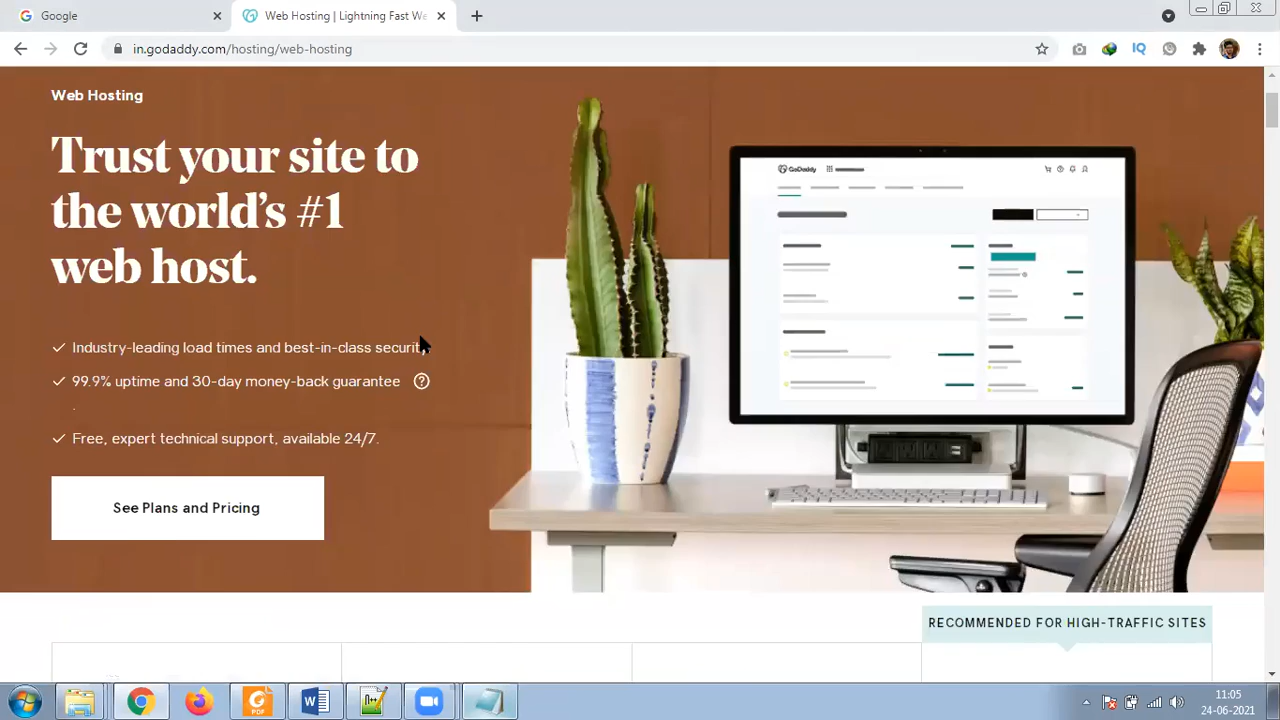 Google
Web Hosting | Lightning Fast We
in.godaddy.com/hosting/web-hosting
IQ
Web Hosting
Trust your site to
the world's #1
web host.
GoDaddy
Industry-leading load times and best-in-class security
99.9% uptime and 30-day money-back guarantee ?
.
Free, expert technical support, available 24/7.
See Plans and Pricing
RECOMMENDED FOR HIGH-TRAFFIC SITES
PDF
W
11:05
24-06-2021